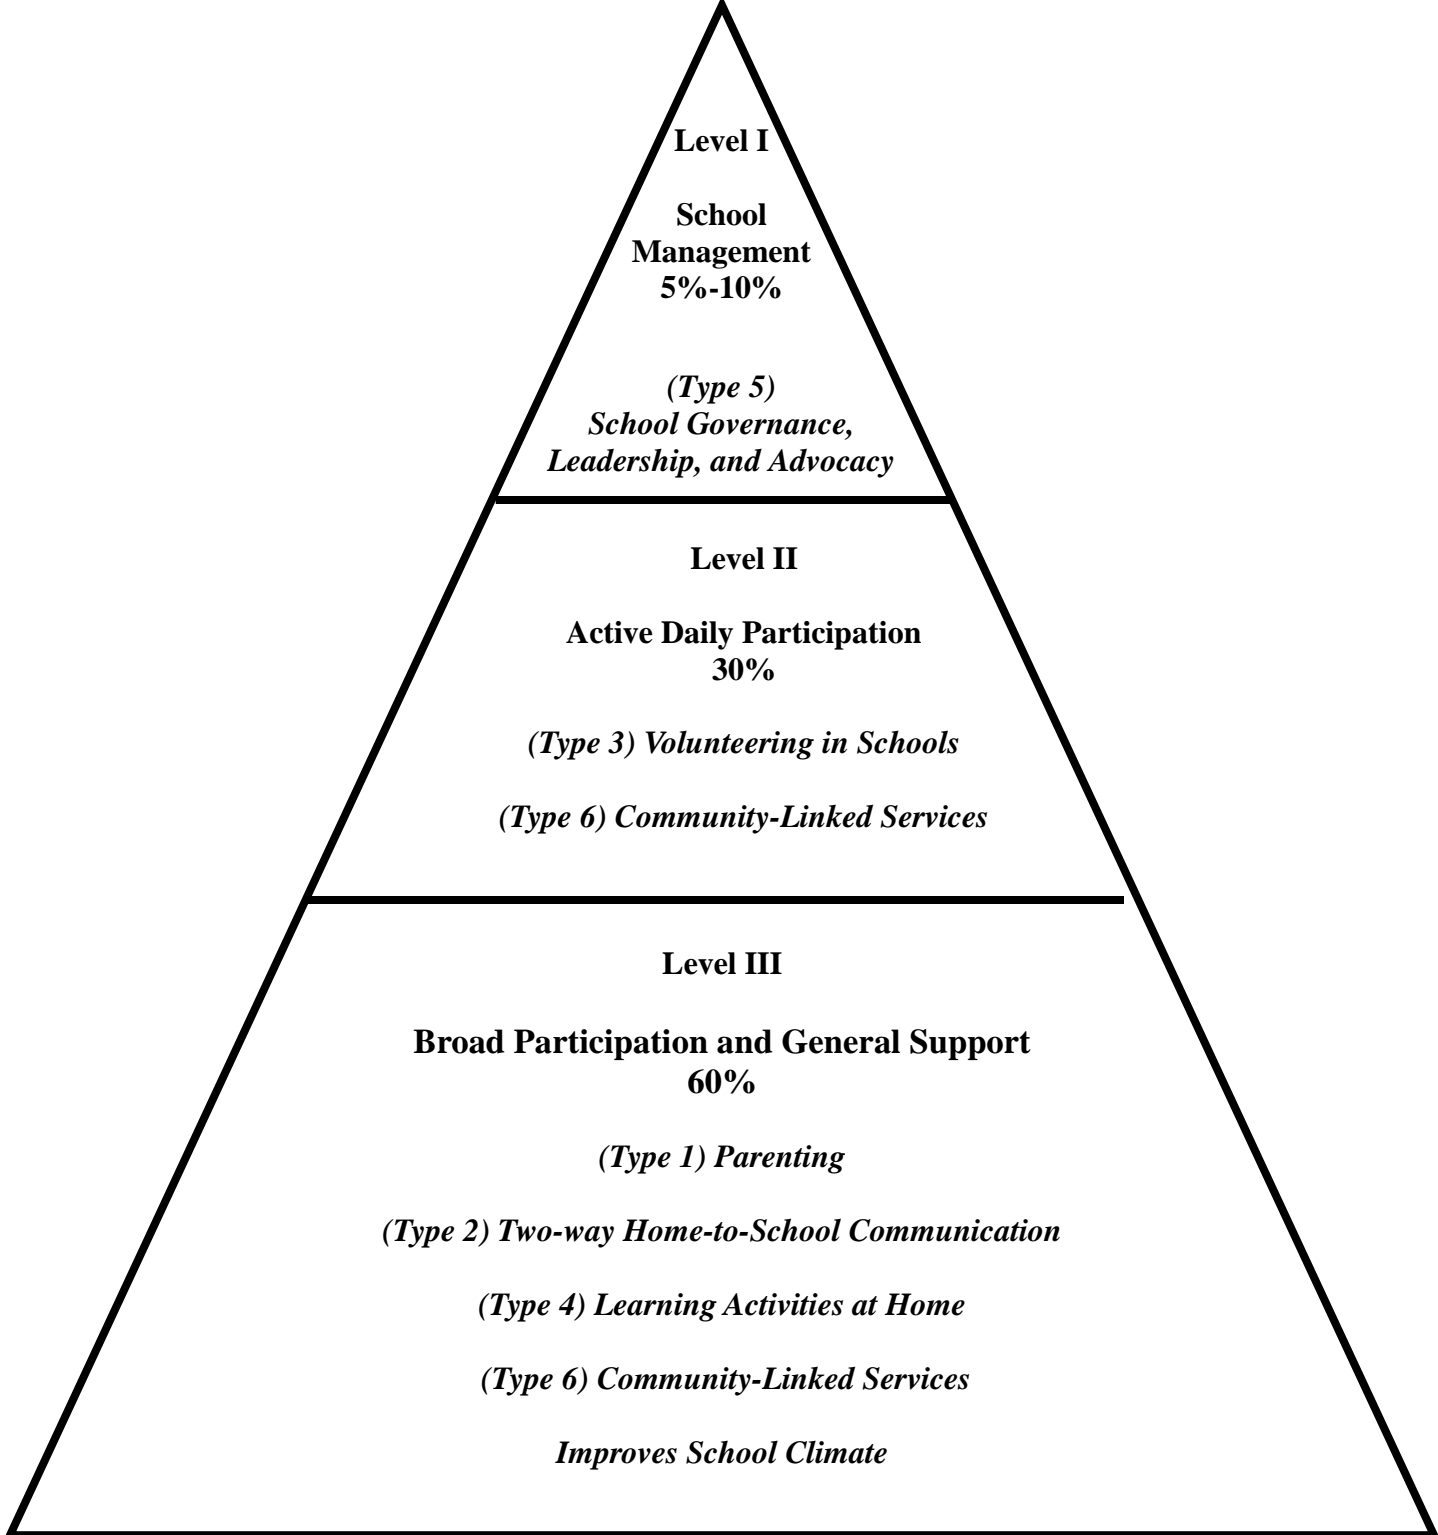 Level I
School
Management
5%-10%
(Type 5)
School Governance,
Leadership, and Advocacy
Level II
Active Daily Participation
30%
(Type 3) Volunteering in Schools
(Type 6) Community-Linked Services
Level III
Broad Participation and General Support
60%
(Type 1) Parenting
(Type 2) Two-way Home-to-School Communication
(Type 4) Learning Activities at Home
(Type 6) Community-Linked Services
Improves School Climate